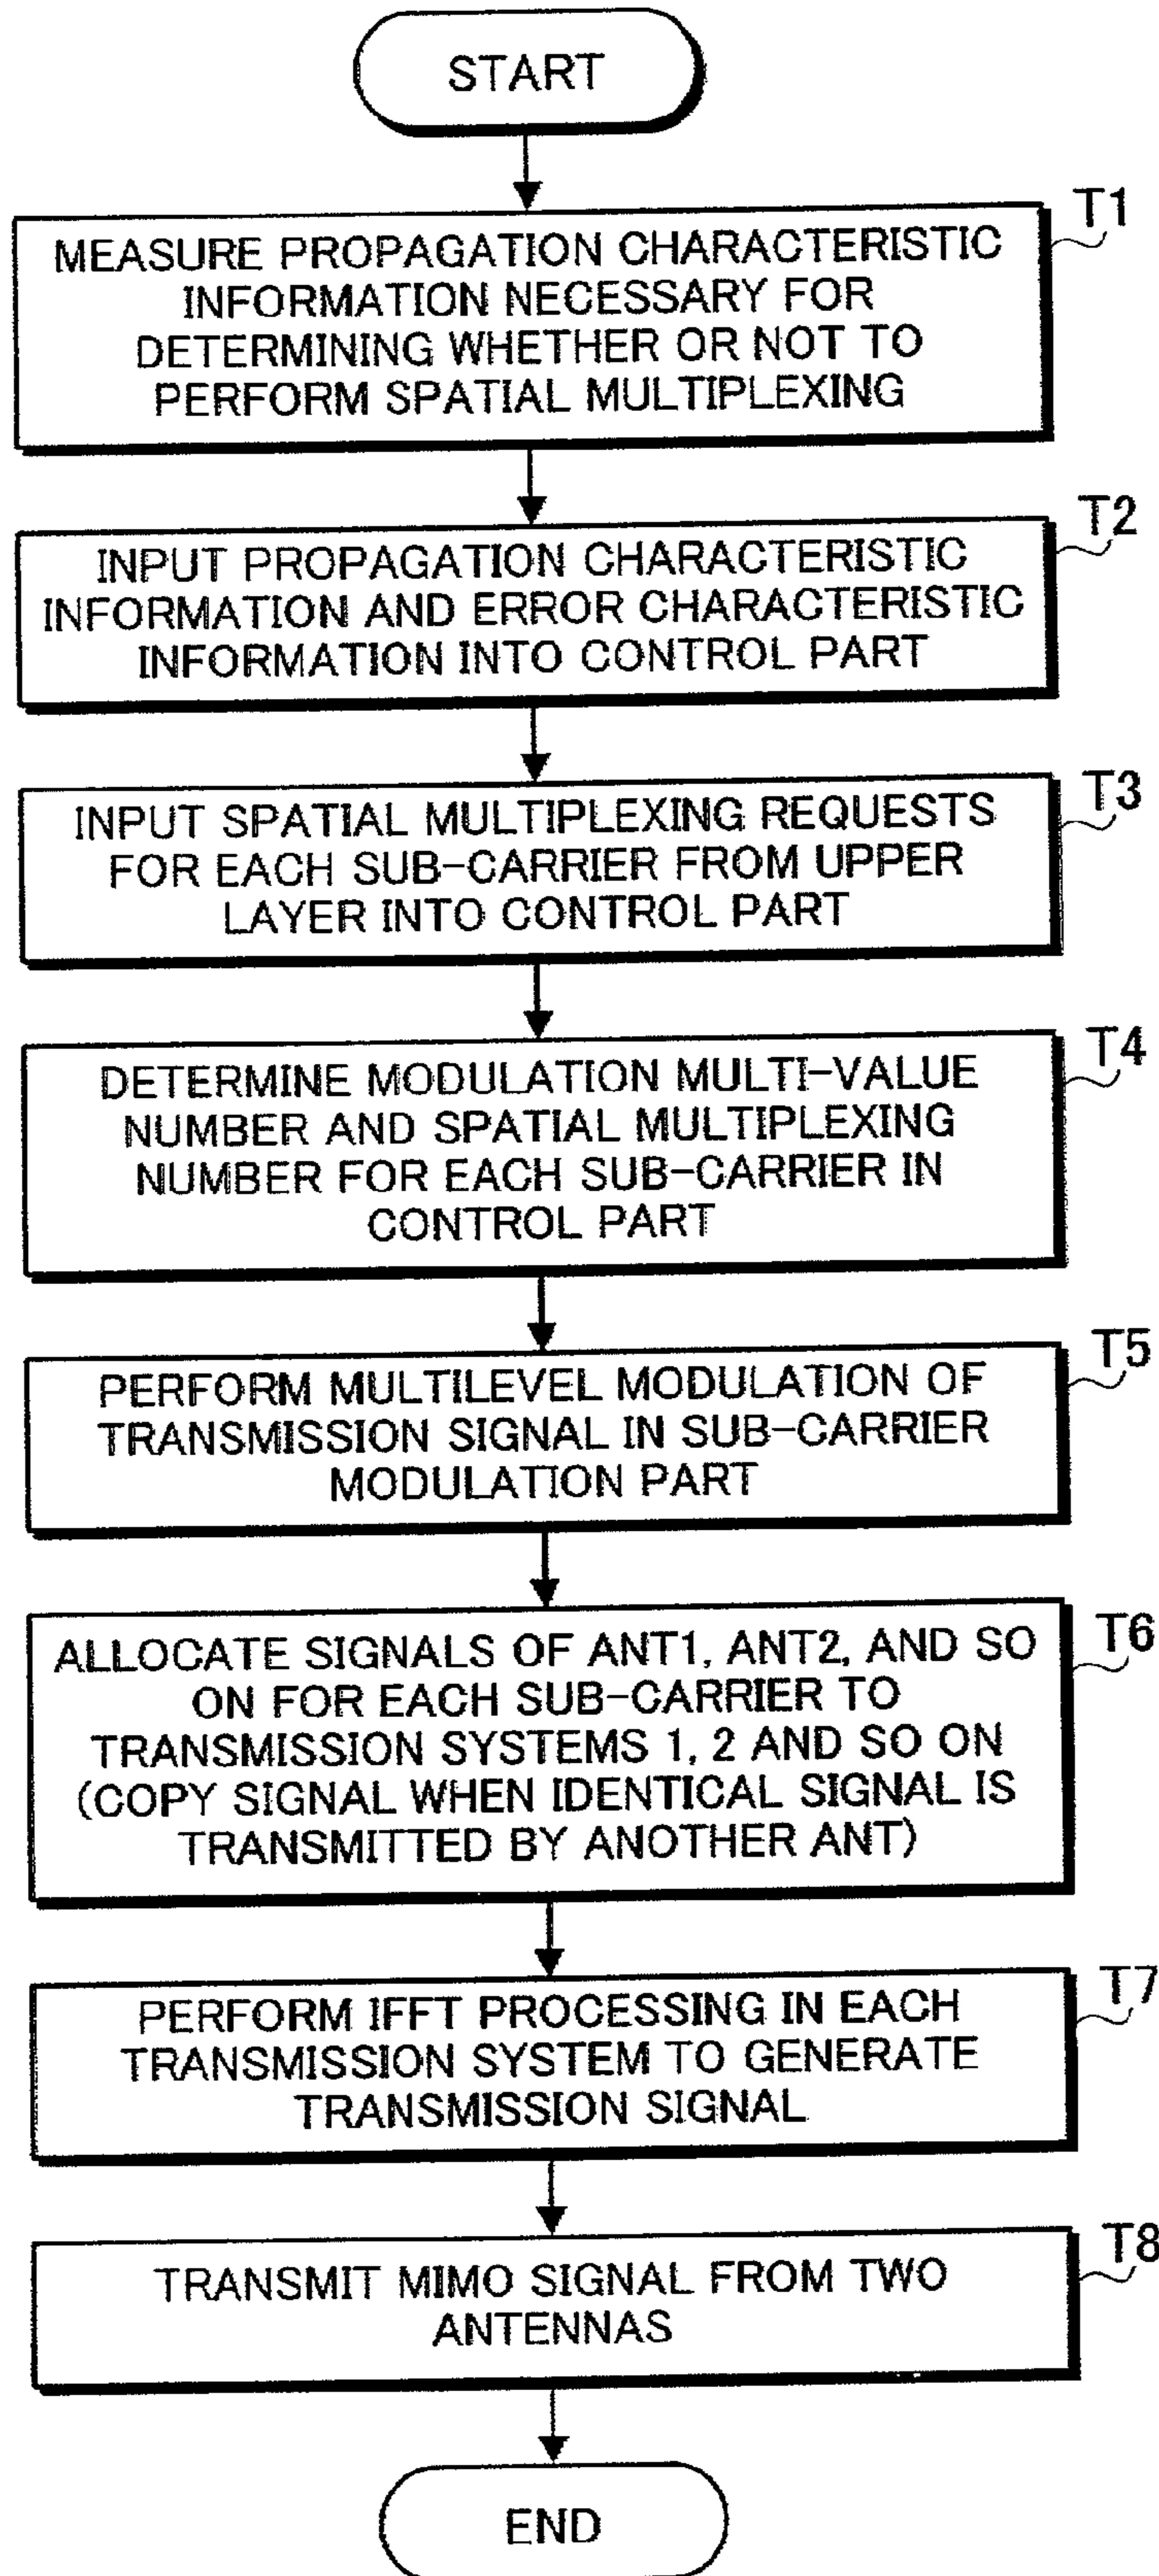 START
T1
MEASURE PROPAGATION CHARACTERISTIC
INFORMATION NECESSARY FOR
DETERMINING WHETHER OR NOT TO
PERFORM SPATIAL MULTIPLEXING
T2
INPUT PROPAGATION CHARACTERISTIC
INFORMATION AND ERROR CHARACTERISTIC
INFORMATION INTO CONTROL PART
T3
INPUT SPATIAL MULTIPLEXING REQUESTS
FOR EACH SUB-CARRIER FROM UPPER
LAYER INTO CONTROL PART
T4
DETERMINE MODULATION MULTI-VALUE
NUMBER AND SPATIAL MULTIPLEXING
NUMBER FOR EACH SUB-CARRIER IN
CONTROL PART
T5
PERFORM MULTILEVEL MODULATION OF
TRANSMISSION SIGNAL IN SUB-CARRIER
MODULATION PART
T6
ALLOCATE SIGNALS OF ANT1, ANT2, AND SO
ON FOR EACH SUB-CARRIER TO
TRANSMISSION SYSTEMS 1, 2 AND SO ON
(COPY SIGNAL WHEN IDENTICAL SIGNAL IS
TRANSMITTED BY ANOTHER ANT)
T7
PERFORM IFFT PROCESSING IN EACH
TRANSMISSION SYSTEM TO GENERATE
TRANSMISSION SIGNAL
T8
TRANSMIT MIMO SIGNAL FROM TWO
ANTENNAS
END